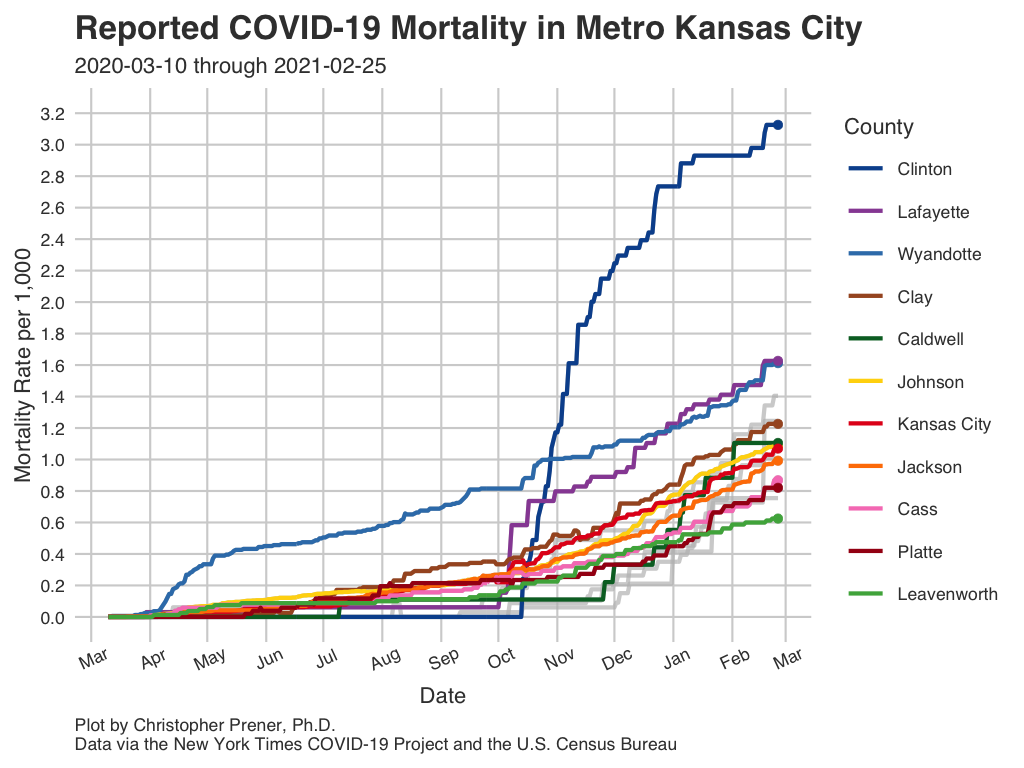 Reported COVID-19 Mortality in Metro Kansas City
2020-03-10 through 2021-02-25
Mortality Rate per 1,000
3.2
3.0
2.8
2.6
2.4
2.2
2.0
1.8
1.6
1.4
1.2
1.0
0.8
0.6
0.4
0.2
0.0
Mar Apr May Jun Jul Aug Sep Oct Nov Dec Jan Feb Mar
Date
County
Clinton
Lafayette
Wyandotte
Clay
Caldwell
Johnson
Kansas City
Jackson
Cass
Platte
Leavenworth
Plot by Christopher Prener, Ph.D.
Data via the New York Times COVID-19 Project and the U.S. Census Bureau